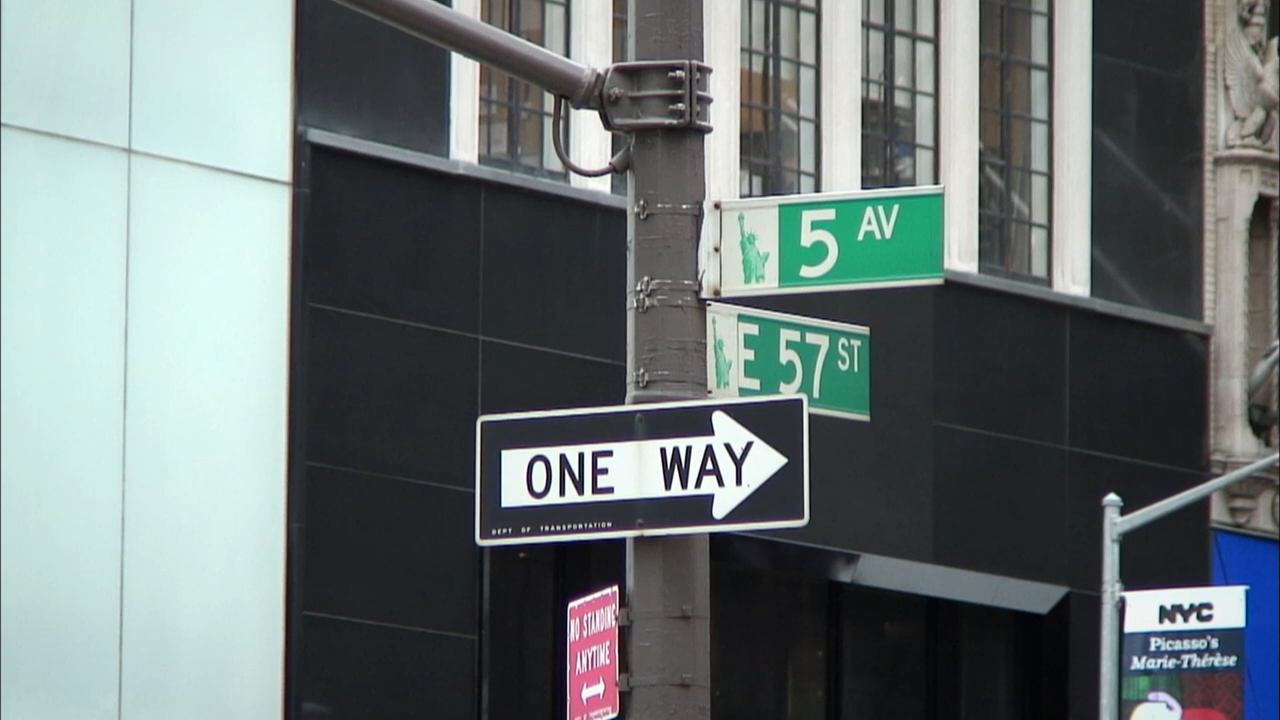 5 AV
E 57 ST
ONE WAY
DEPT OF TRANSPORTATION
NO STANDING
ANYTIME
NYC
Picasso's
Marie-Thérèse